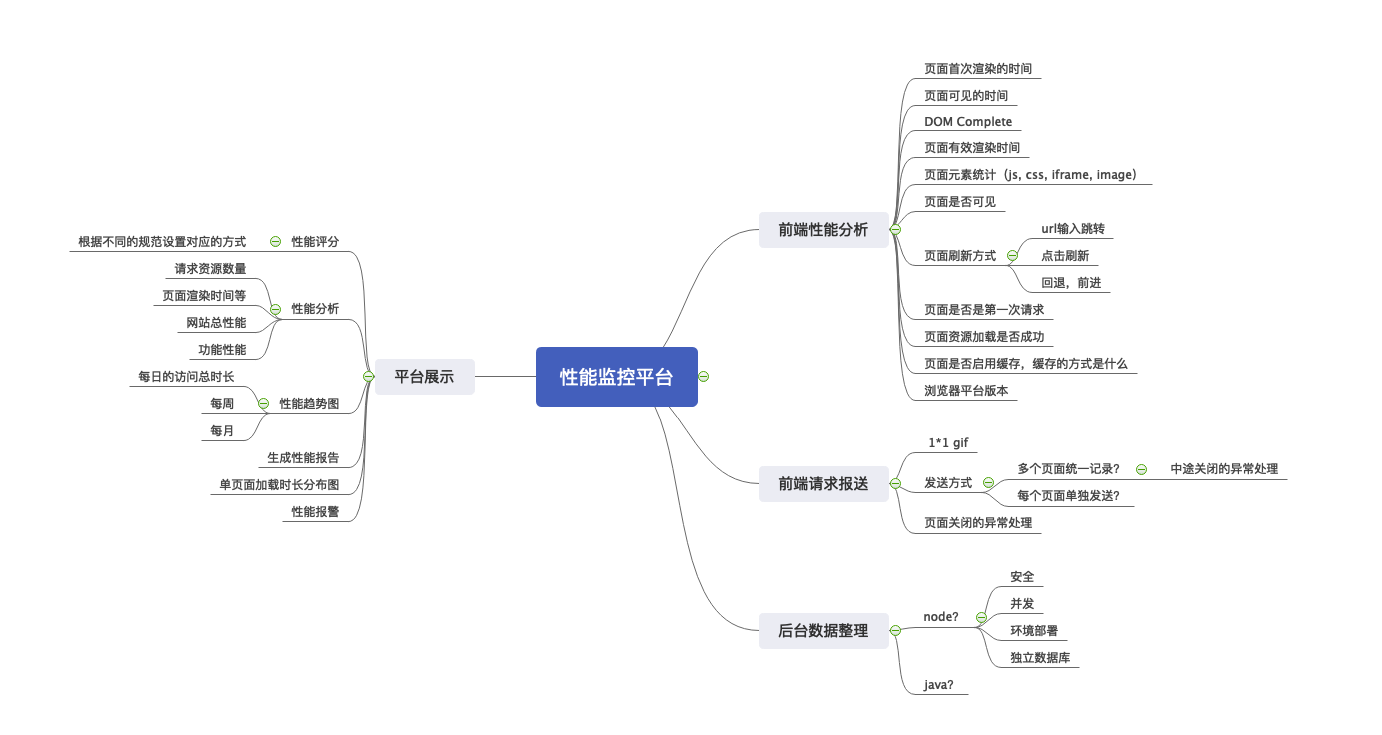 性能监控平台
前端性能分析
页面首次渲染的时间
页面可见的时间
DOM Complete
页面有效渲染时间
页面元素统计（js, css, iframe, image）
页面是否可见
页面刷新方式
url输入跳转
点击刷新
回退，前进
页面是否是第一次请求
页面资源加载是否成功
页面是否启用缓存，缓存的方式是什么
浏览器平台版本
前端请求报送
1*1 gif
发送方式
多个页面统一记录？
中途关闭的异常处理
每个页面单独发送？
页面关闭的异常处理
后台数据整理
node？
安全
并发
环境部署
独立数据库
java？
平台展示
性能评分
根据不同的规范设置对应的方式
性能分析
请求资源数量
页面渲染时间等
网站总性能
功能性能
性能趋势图
每日的访问总时长
每周
每月
生成性能报告
单页面加载时长分布图
性能报警